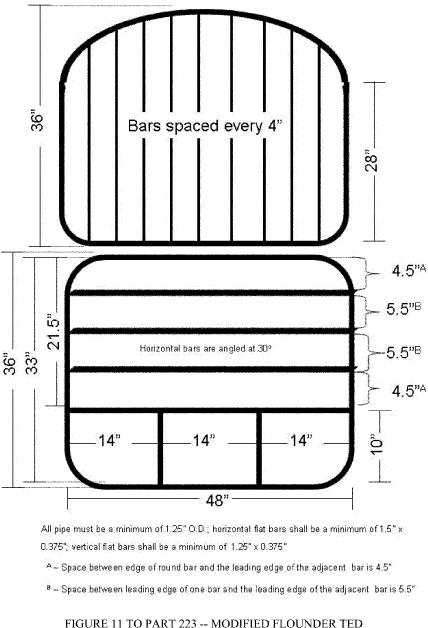 36"
Bars spaced every 4"
28"
4.5"A
5.5"B
21.5"
Horizontal bars are angled at 30º
36"
33"
5.5"B
4.5"A
14"
14"
14"
10"
48"
All pipe must be a minimum of 1.25" O.D.; horizontal flat bars shall be a minimum of 1.5" x
0.375"; vertical flat bars shall be a minimum of 1.25" x 0.375"
A – Space between edge of round bar and the leading edge of the adjacent bar is 4.5"
B – Space between leading edge of one bar and the leading edge of the adjacent bar is 5.5"
FIGURE 11 TO PART 223 -- MODIFIED FLOUNDER TED